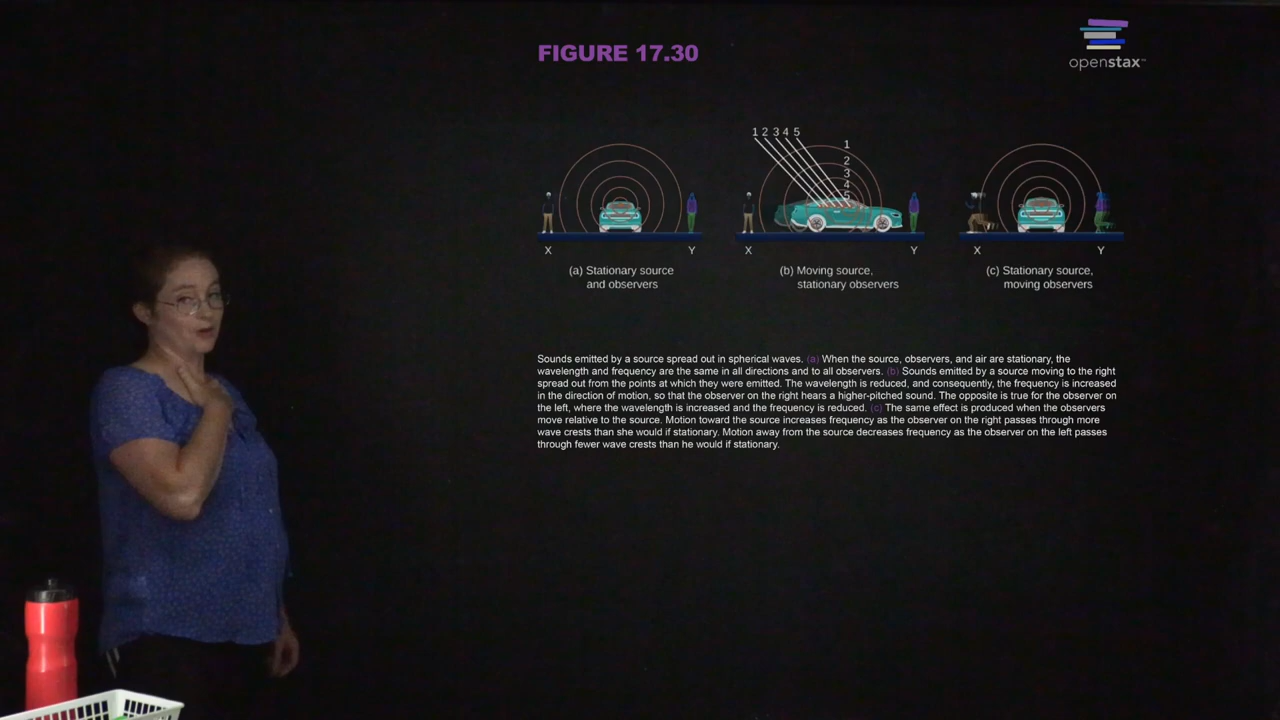 FIGURE 17.30
openstax™
1 2 3 4 5
1
2
3
4
5
X Y
X Y
X Y
(a) Stationary source
and observers
(b) Moving source,
stationary observers
(c) Stationary source,
moving observers
Sounds emitted by a source spread out in spherical waves. (a) When the source, observers, and air are stationary, the
wavelength and frequency are the same in all directions and to all observers. (b) Sounds emitted by a source moving to the right
spread out from the points at which they were emitted. The wavelength is reduced, and consequently, the frequency is increased
in the direction of motion, so that the observer on the right hears a higher-pitched sound. The opposite is true for the observer on
the left, where the wavelength is increased and the frequency is reduced. (c) The same effect is produced when the observers
move relative to the source. Motion toward the source increases frequency as the observer on the right passes through more
wave crests than she would if stationary. Motion away from the source decreases frequency as the observer on the left passes
through fewer wave crests than he would if stationary.